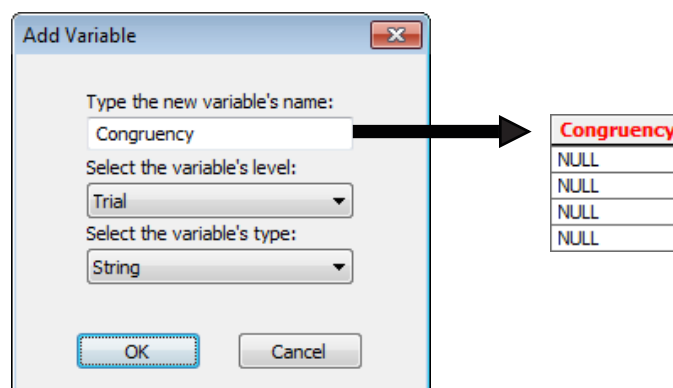 Add Variable
Type the new variable's name:
Congruency
Select the variable's level:
Trial
Select the variable's type:
String
OK Cancel
Congruency
NULL
NULL
NULL
NULL